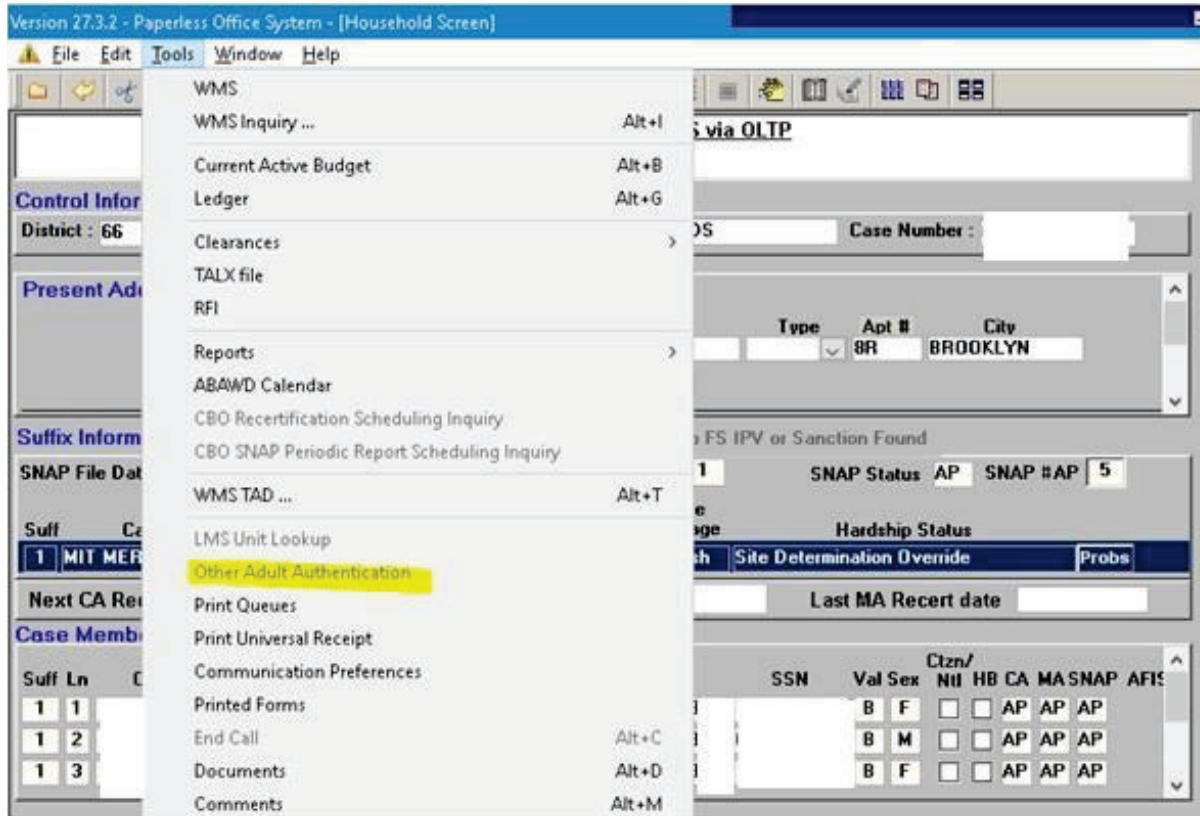 Version 27.3.2 - Paperless Office System - [Household Screen]
File Edit Tools Window Help
WMS
WMS Inquiry ... Alt+I
S via OLTP
Current Active Budget Alt+B
Control Infor
Ledger Alt+G
District : 66 Case Number :
Clearances >
TALX file
Present Add
RFI
Type Apt # City
Reports > 8R BROOKLYN
ABAWD Calendar
CBO Recertification Scheduling Inquiry
Suffix Inform FS IPV or Sanction Found
CBO SNAP Periodic Report Scheduling Inquiry
SNAP File Dat 1 SNAP Status AP SNAP #AP 5
WMS TAD ... Alt+T
Suff Ca Hardship Status
LMS Unit Lookup
1 MIT MER Site Determination Override Probs
Other Adult Authentication
Next CA Rec Last MA Recert date
Print Queues
Case Membe
Print Universal Receipt
Communication Preferences
Suff Ln SSN Val Sex Ctzn/ Ntl HB CA MA SNAP AFIS
Printed Forms
1 1 B F AP AP AP
End Call Alt+C
1 2 B M AP AP AP
Documents Alt+D
1 3 B F AP AP AP
Comments Alt+M